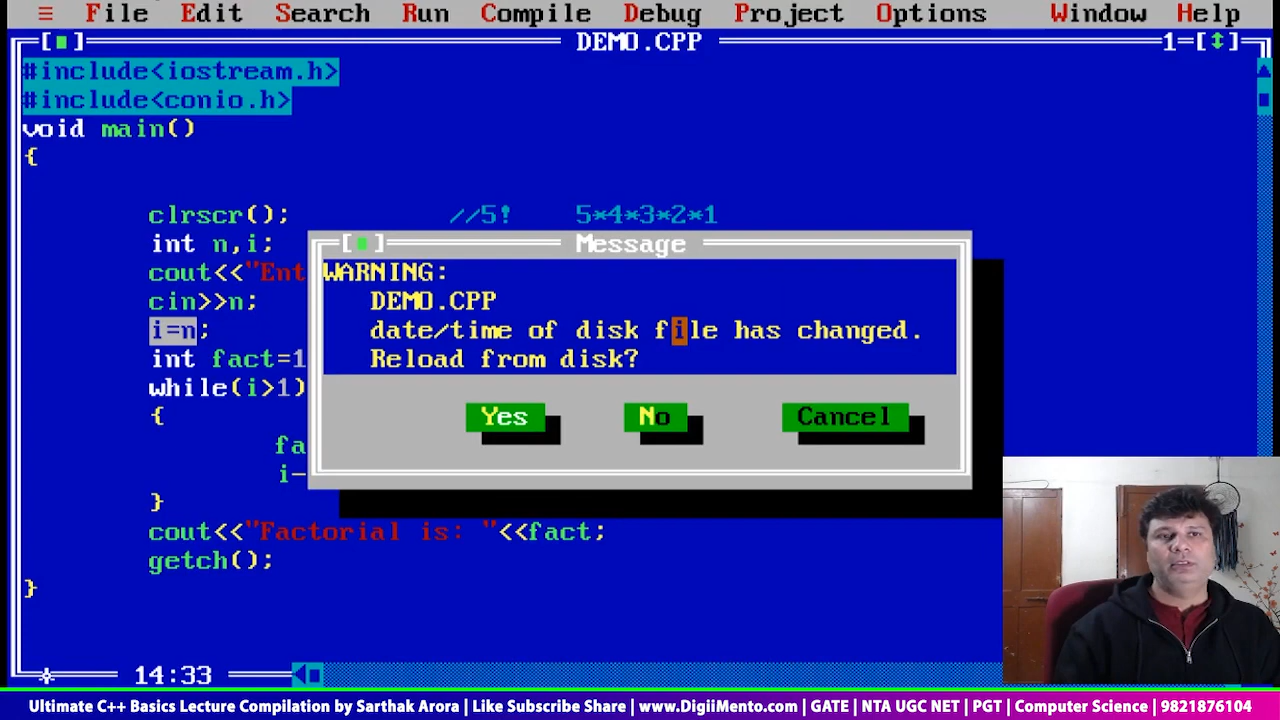 ≡ File Edit Search Run Compile Debug Project Options Window Help
[■] DEMO.CPP 1=[↕]
#include<iostream.h>
#include<conio.h>
void main()
{
clrscr(); //5! 5*4*3*2*1
int n,i;
cout<<"Ent
cin>>n;
i=n;
int fact=1
while(i>1)
{
fa
i-
}
cout<<"Factorial is: "<<fact;
getch();
}
[■] Message
WARNING:
DEMO.CPP
date/time of disk file has changed.
Reload from disk?
Yes No Cancel
14:33
Ultimate C++ Basics Lecture Compilation by Sarthak Arora | Like Subscribe Share | www.DigiiMento.com | GATE | NTA UGC NET | PGT | Computer Science | 9821876104